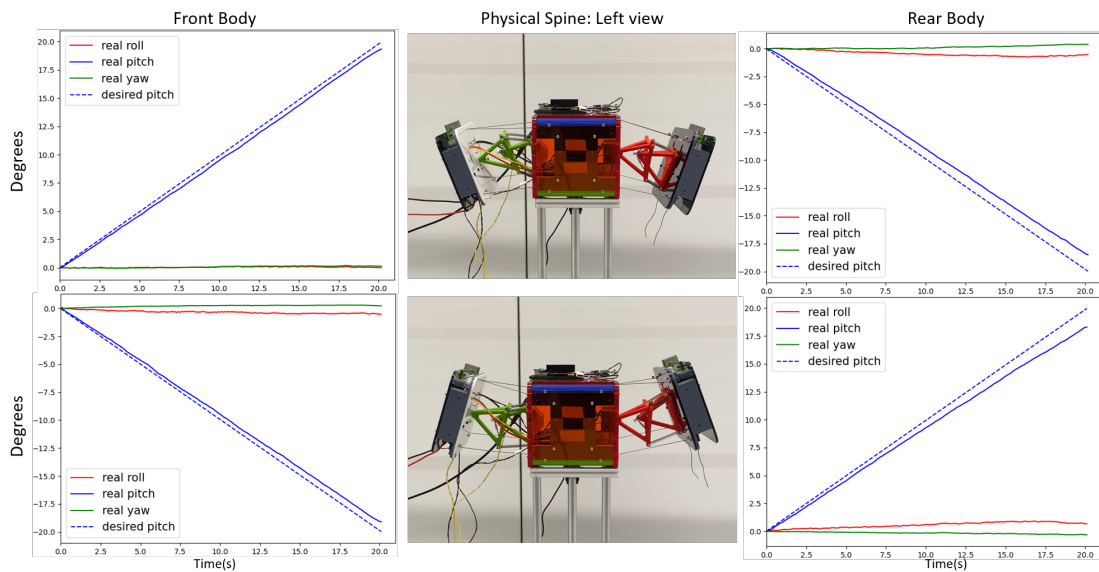 Front Body
Physical Spine: Left view
Rear Body
Degrees
20.0
17.5
15.0
12.5
10.0
7.5
5.0
2.5
0.0
real roll
real pitch
real yaw
desired pitch
0.0 2.5 5.0 7.5 10.0 12.5 15.0 17.5 20.0
0.0
−2.5
−5.0
−7.5
−10.0
−12.5
−15.0
−17.5
−20.0
real roll
real pitch
real yaw
desired pitch
0.0 2.5 5.0 7.5 10.0 12.5 15.0 17.5 20.0
Degrees
0.0
−2.5
−5.0
−7.5
−10.0
−12.5
−15.0
−17.5
−20.0
real roll
real pitch
real yaw
desired pitch
0.0 2.5 5.0 7.5 10.0 12.5 15.0 17.5 20.0
Time(s)
20.0
17.5
15.0
12.5
10.0
7.5
5.0
2.5
0.0
real roll
real pitch
real yaw
desired pitch
0.0 2.5 5.0 7.5 10.0 12.5 15.0 17.5 20.0
Time(s)